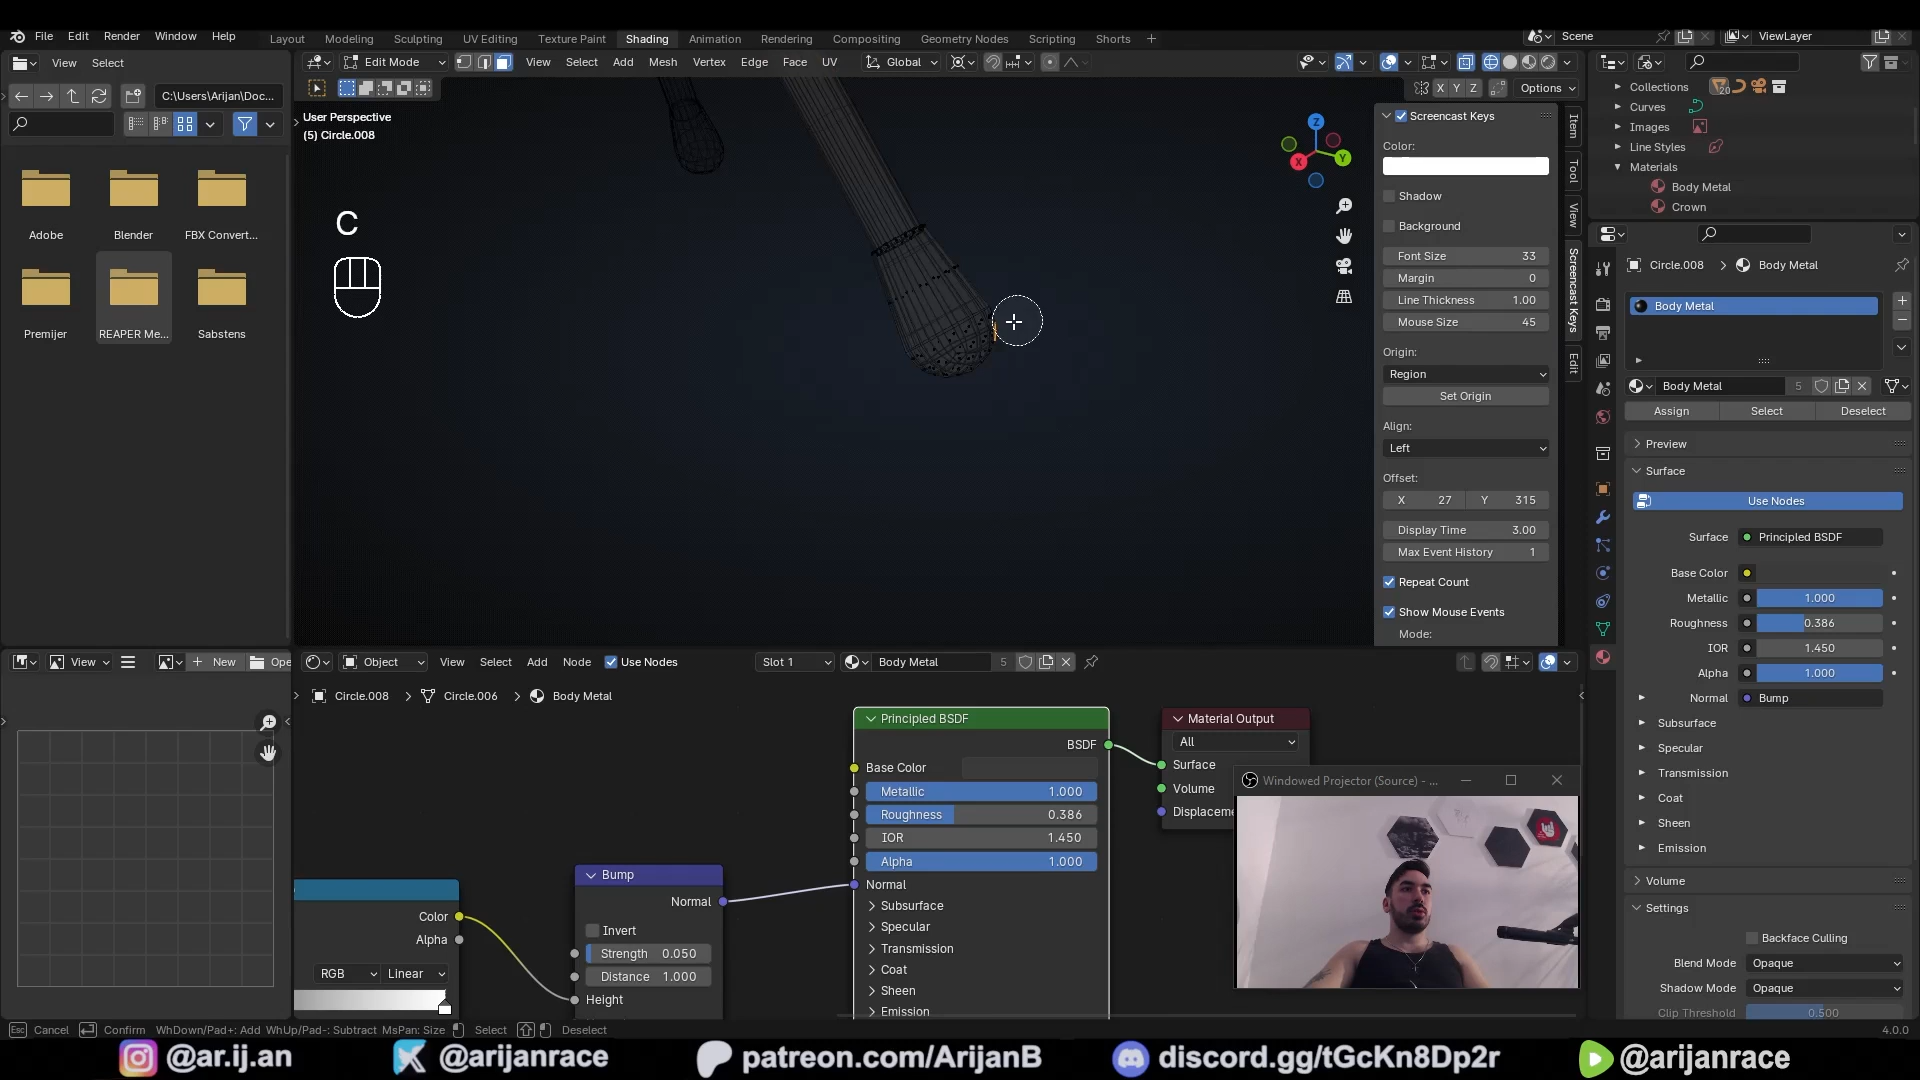 File Edit Render Window Help
Layout Modeling Sculpting UV Editing Texture Paint Shading Animation Rendering Compositing Geometry Nodes Scripting Shorts
Scene
ViewLayer
View Select
Edit Mode
View Select Add Mesh Vertex Edge Face UV
Global
C:\Users\Arijan\Doc...
X Y Z
Options
User Perspective
(5) Circle.008
C
Adobe
Blender
FBX Convert...
Premijer
REAPER Me...
Sabstens
Z
X
Y
Screencast Keys
Color:
Shadow
Background
Font Size 33
Margin 0
Line Thickness 1.00
Mouse Size 45
Origin:
Region
Set Origin
Align:
Left
Offset:
X 27 Y 315
Display Time 3.00
Max Event History 1
Repeat Count
Show Mouse Events
Mode:
Item
Tool
View
Screencast Keys
Edit
Collections
20
Curves
Images
Line Styles
Materials
Body Metal
Crown
Circle.008 Body Metal
Body Metal
Body Metal 5
Assign Select Deselect
Preview
Surface
Use Nodes
Surface Principled BSDF
Base Color
Metallic 1.000
Roughness 0.386
IOR 1.450
Alpha 1.000
Normal Bump
Subsurface
Specular
Transmission
Coat
Sheen
Emission
Volume
Settings
Backface Culling
Blend Mode Opaque
Shadow Mode Opaque
Clip Threshold 0.500
View
New
Ope
Object View Select Add Node Use Nodes
Slot 1
Body Metal 5
Circle.008 Circle.006 Body Metal
Principled BSDF
BSDF
Base Color
Metallic 1.000
Roughness 0.386
IOR 1.450
Alpha 1.000
Normal
Subsurface
Specular
Transmission
Coat
Sheen
Emission
Material Output
All
Surface
Volume
Displaceme
Bump
Normal
Invert
Strength 0.050
Distance 1.000
Height
Color
Alpha
RGB Linear
Windowed Projector (Source) - ...
Esc Cancel Confirm WhDown/Pad+: Add WhUp/Pad-: Subtract MsPan: Size Select Deselect
4.0.0
@ar.ij.an
@arijanrace
patreon.com/ArijanB
discord.gg/tGcKn8Dp2r
@arijanrace